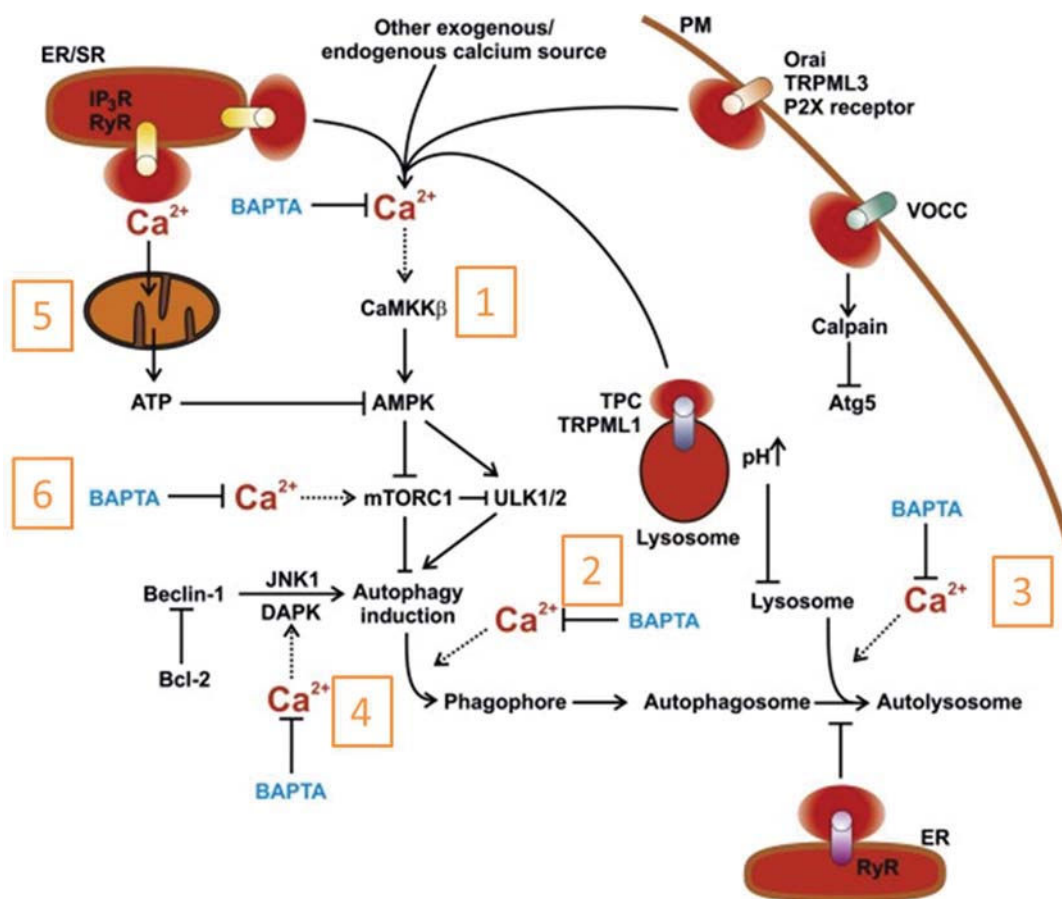 Other exogenous/
endogenous calcium source
PM
ER/SR
IP₃R
RyR
Orai
TRPML3
P2X receptor
BAPTA
Ca²⁺
Ca²⁺
VOCC
5
CaMKKβ
1
Calpain
ATP
AMPK
TPC
TRPML1
Atg5
pH
6
BAPTA
Ca²⁺
mTORC1
ULK1/2
Lysosome
BAPTA
2
3
Beclin-1
JNK1
DAPK
Autophagy
induction
Ca²⁺
BAPTA
Lysosome
Ca²⁺
Bcl-2
Ca²⁺
4
Phagophore
Autophagosome
Autolysosome
BAPTA
ER
RyR